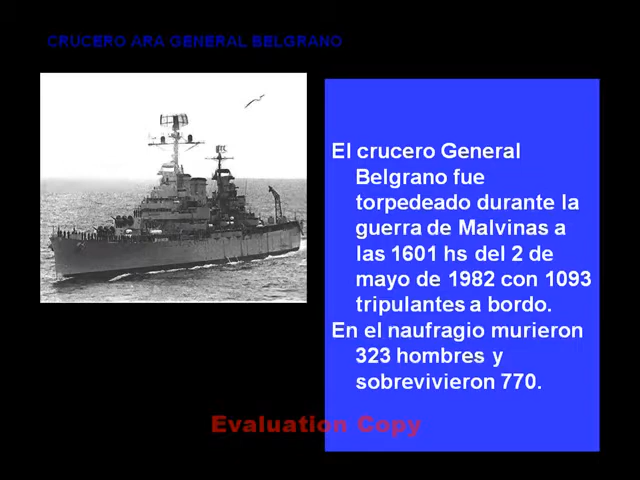 CRUCERO ARA GENERAL BELGRANO
El crucero General
Belgrano fue
torpedeado durante la
guerra de Malvinas a
las 1601 hs del 2 de
mayo de 1982 con 1093
tripulantes a bordo.
En el naufragio murieron
323 hombres y
sobrevivieron 770.
Evaluation Copy